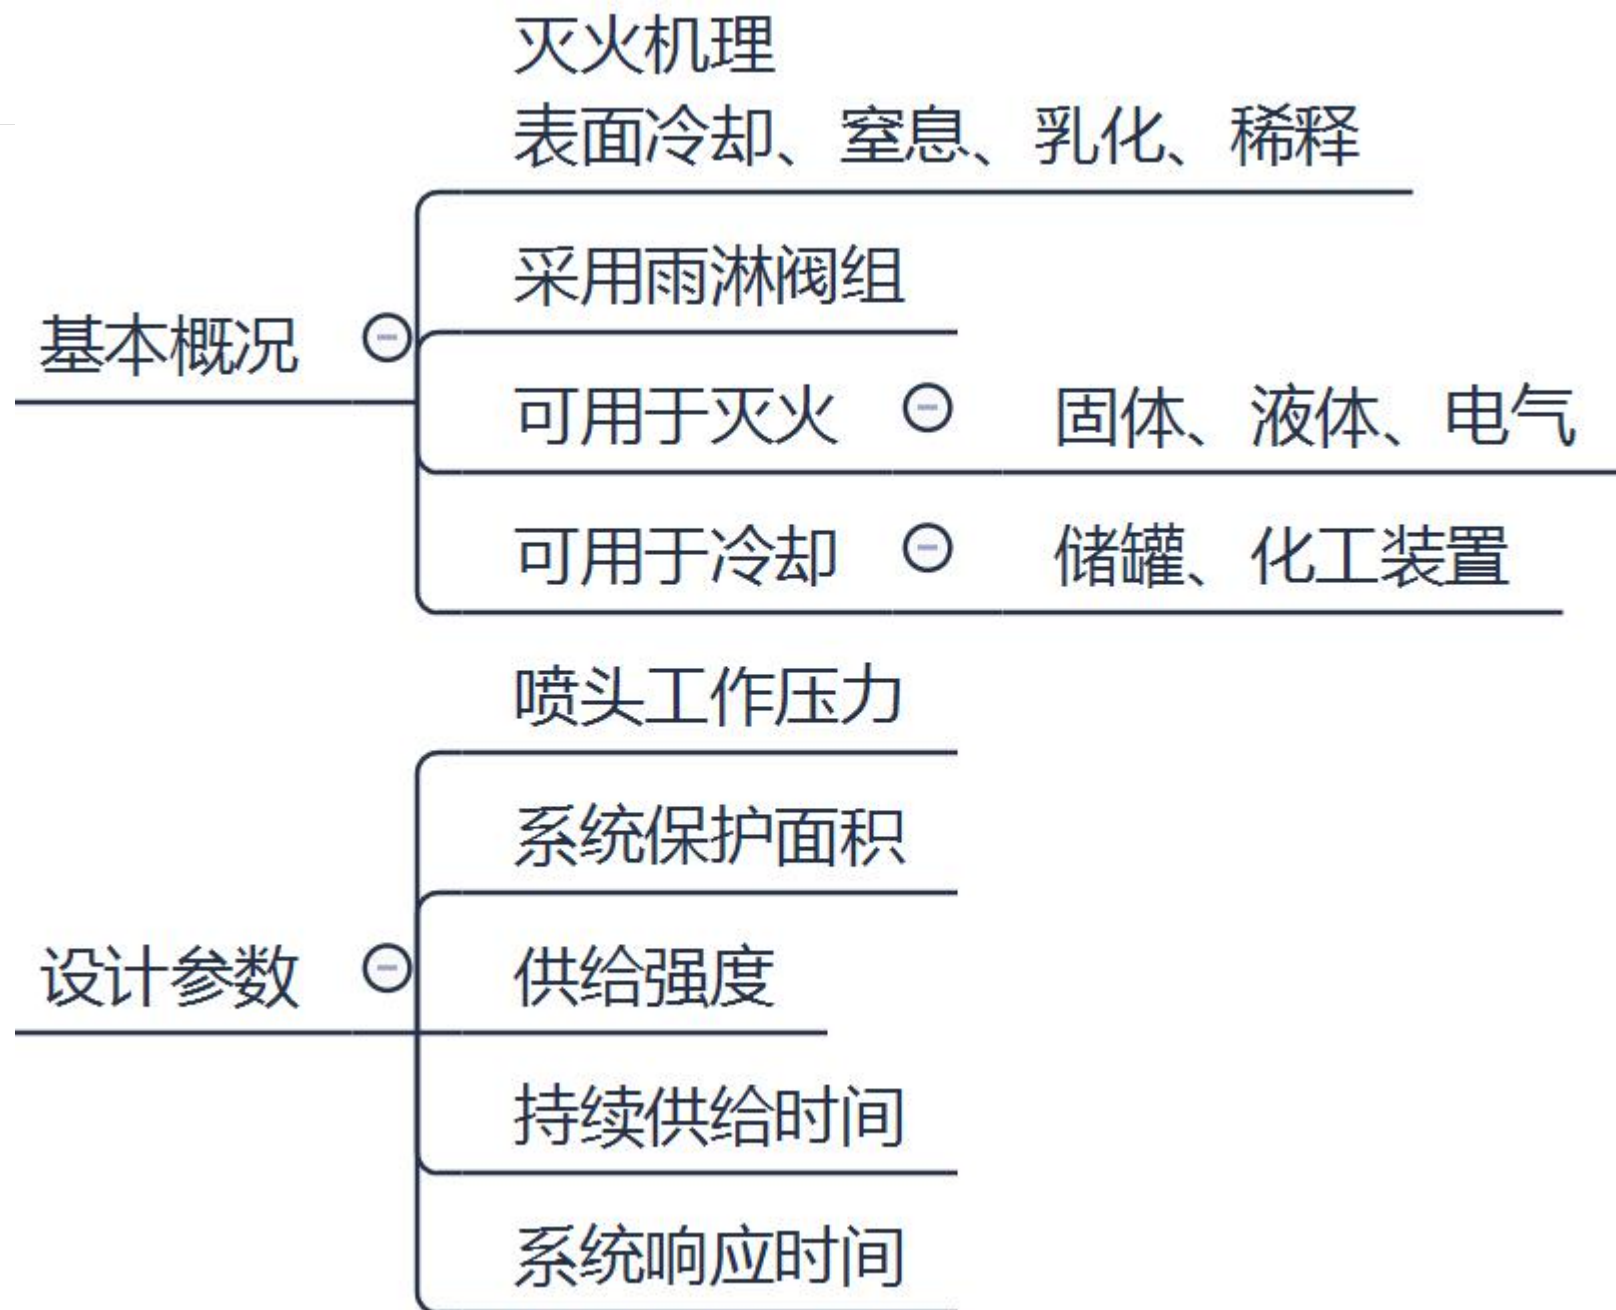 灭火机理
表面冷却、窒息、乳化、稀释
采用雨淋阀组
基本概况
可用于灭火 固体、液体、电气
可用于冷却 储罐、化工装置
喷头工作压力
系统保护面积
设计参数 供给强度
持续供给时间
系统响应时间